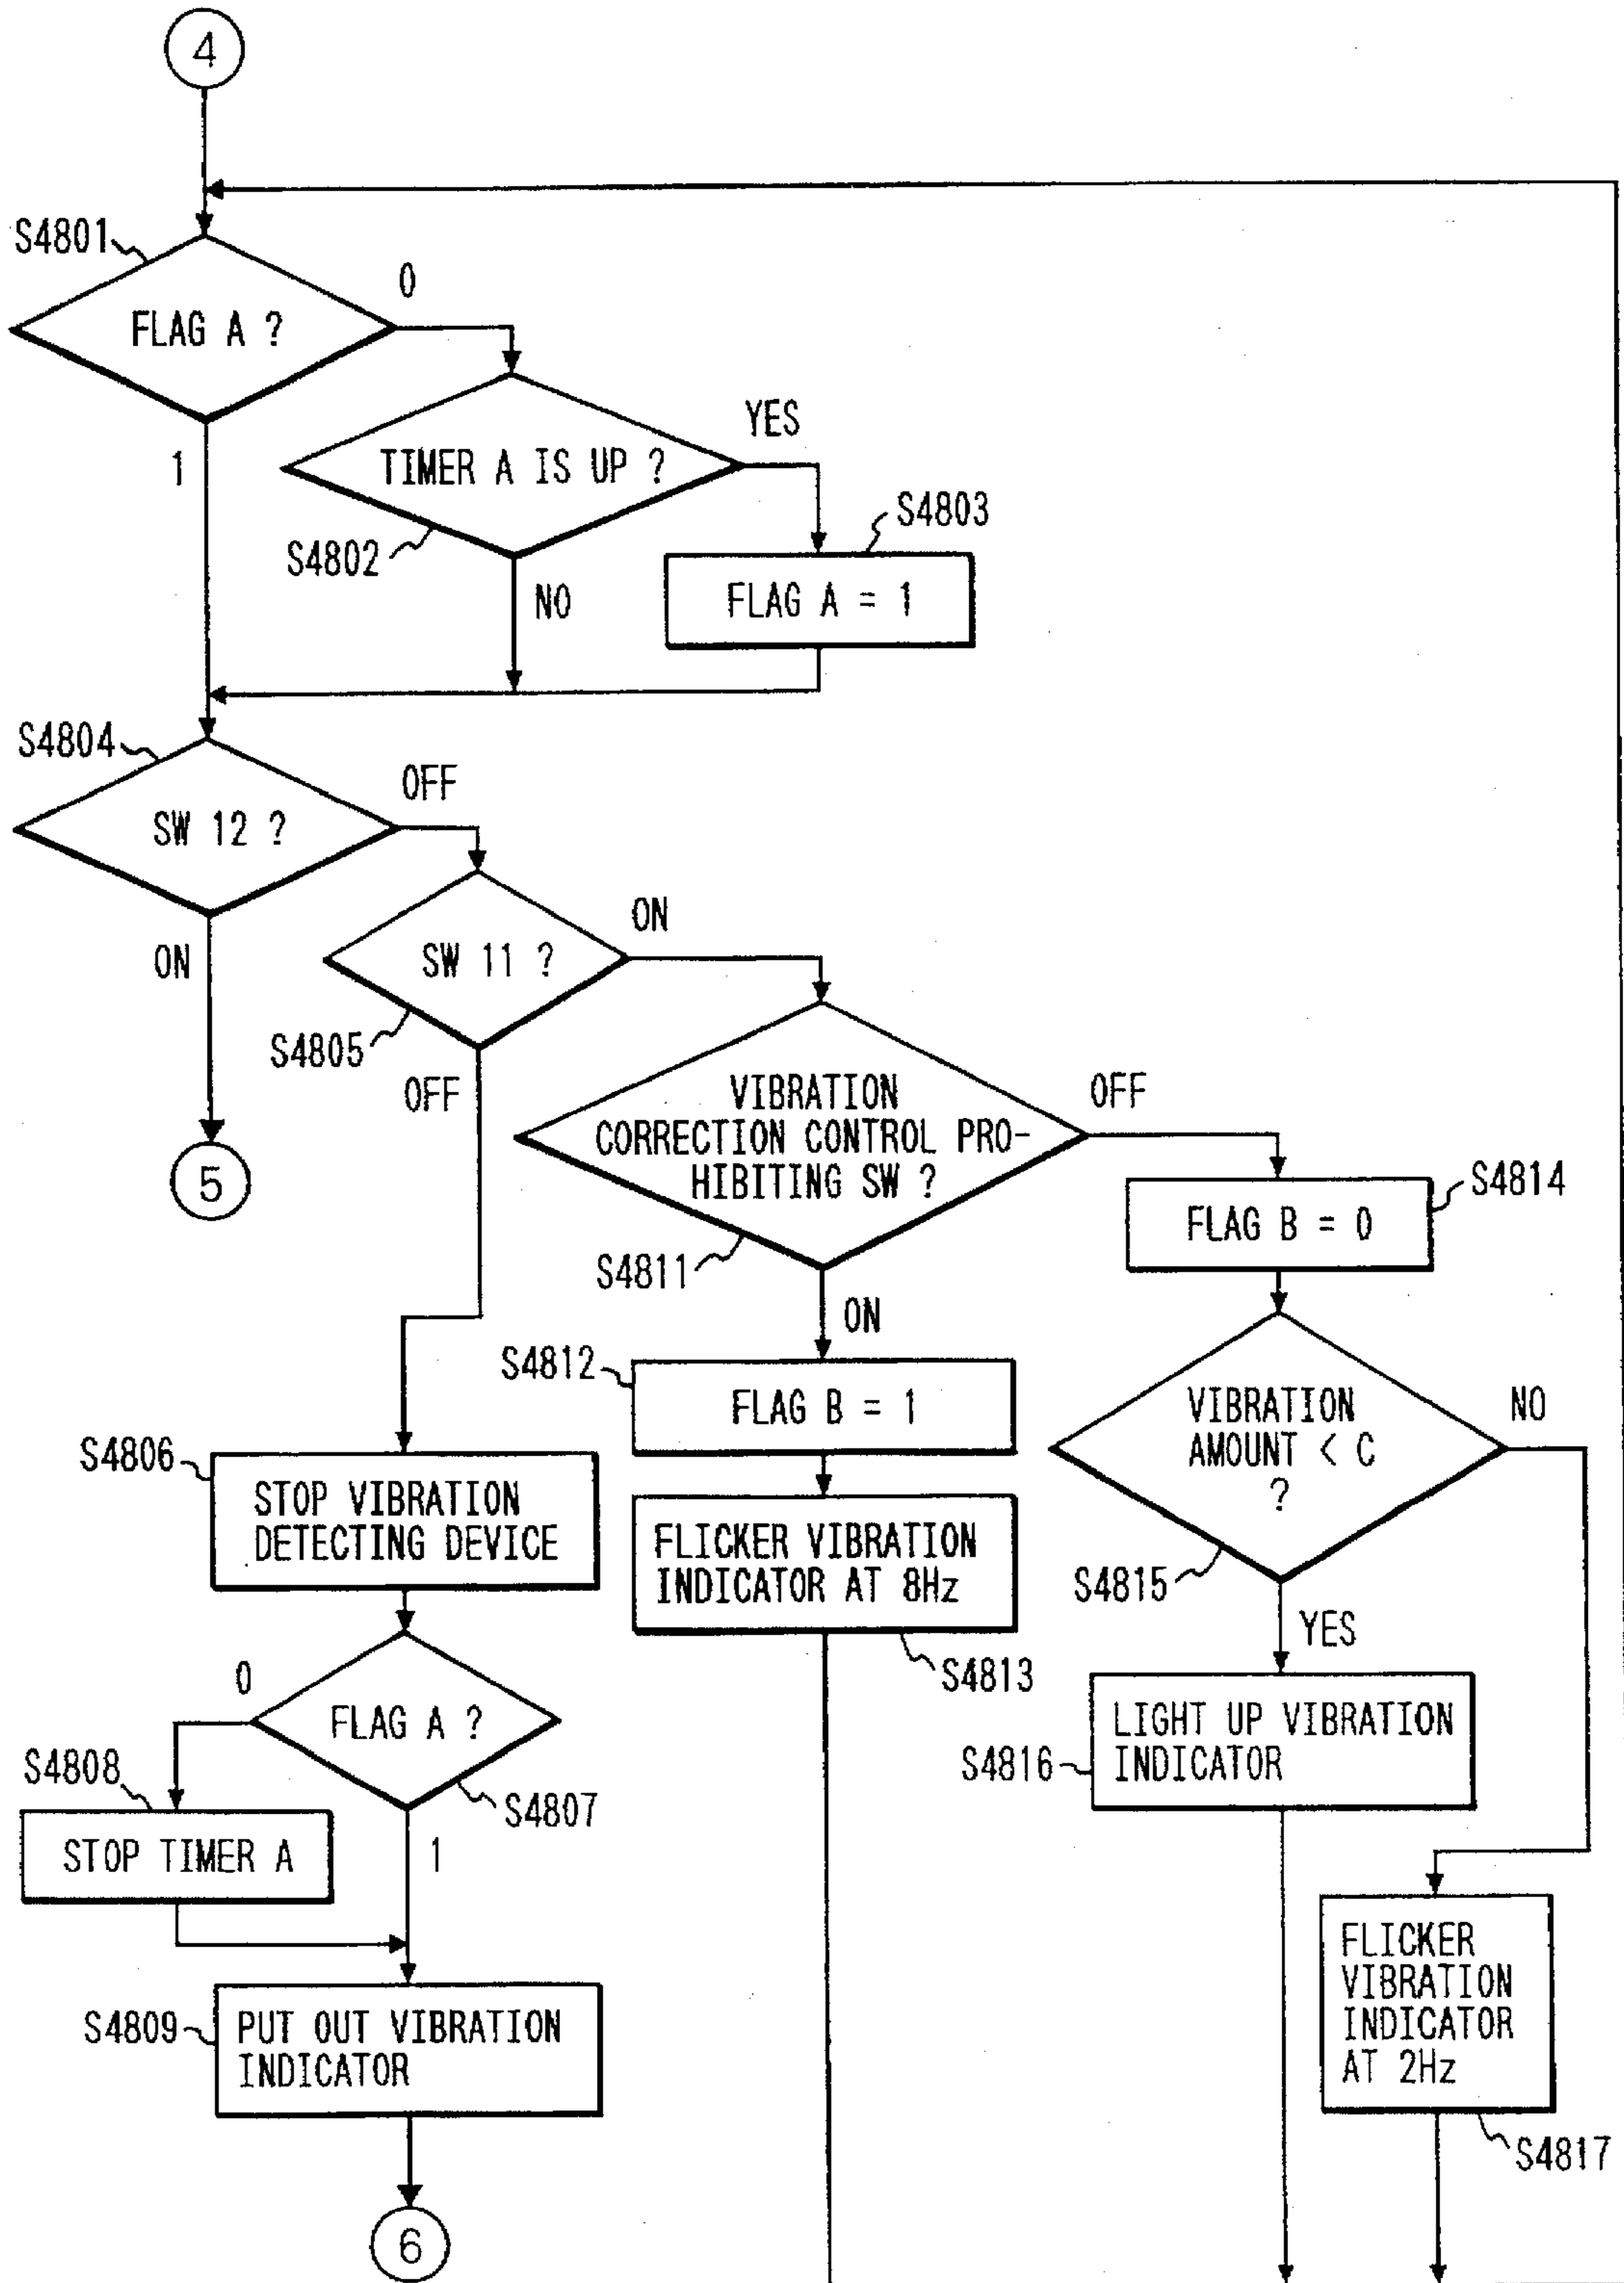 4
S4801
0
FLAG A ?
YES
1
TIMER A IS UP ?
S4803
S4802
NO
FLAG A = 1
S4804
OFF
SW 12 ?
ON
ON
SW 11 ?
S4805
OFF
VIBRATION
CORRECTION CONTROL PRO-
HIBITING SW ?
OFF
5
S4814
FLAG B = 0
S4811
ON
S4812
FLAG B = 1
VIBRATION
AMOUNT < C
?
NO
S4806
STOP VIBRATION
DETECTING DEVICE
FLICKER VIBRATION
INDICATOR AT 8Hz
S4815
YES
S4813
0
FLAG A ?
LIGHT UP VIBRATION
INDICATOR
S4816
S4808
S4807
STOP TIMER A
1
FLICKER
VIBRATION
INDICATOR
AT 2Hz
S4809
PUT OUT VIBRATION
INDICATOR
S4817
6